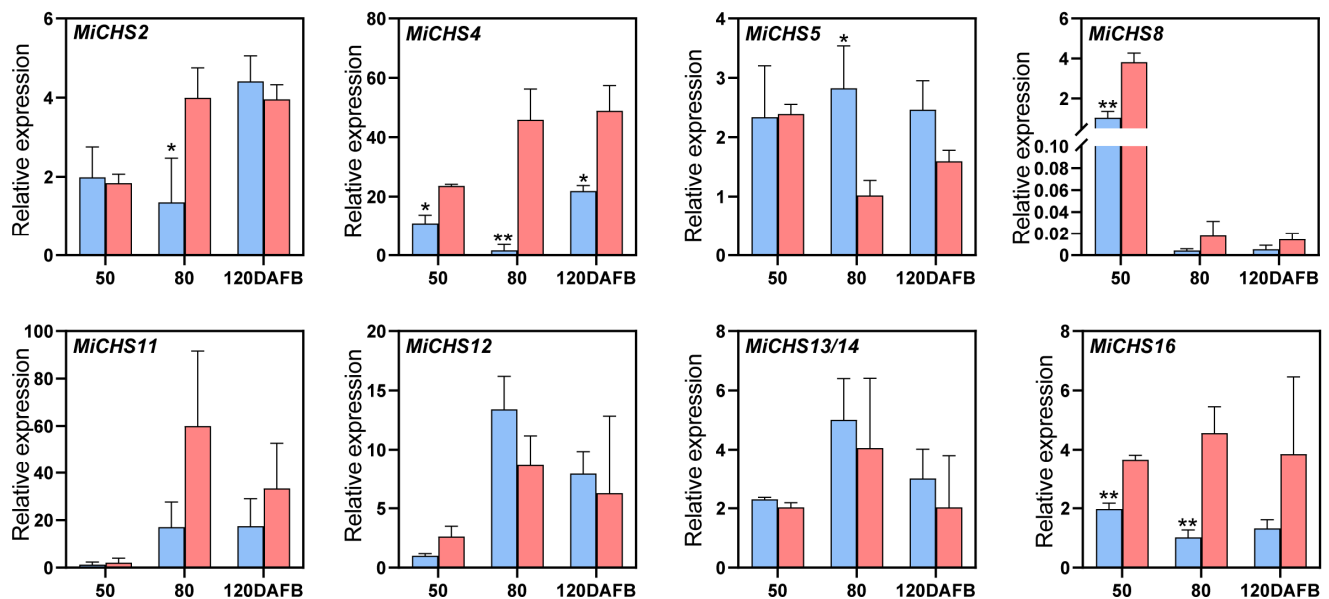 MiCHS2
Relative expression
6
4
2
0
*
50 80 120DAFB
MiCHS4
Relative expression
80
60
40
20
0
* ** *
50 80 120DAFB
MiCHS5
Relative expression
4
3
2
1
0
*
50 80 120DAFB
MiCHS8
Relative expression
6
4
2
0.10
0.08
0.06
0.04
0.02
0
**
50 80 120DAFB
MiCHS11
Relative expression
100
80
60
40
20
0
50 80 120DAFB
MiCHS12
Relative expression
20
15
10
5
0
50 80 120DAFB
MiCHS13/14
Relative expression
8
6
4
2
0
50 80 120DAFB
MiCHS16
Relative expression
8
6
4
2
0
** **
50 80 120DAFB